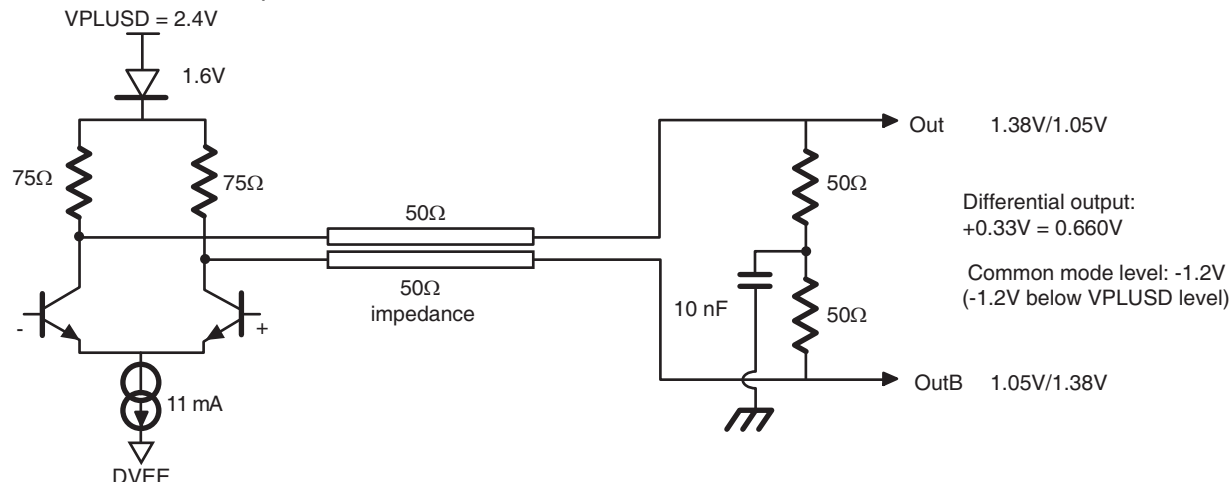 VPLUSD = 2.4V
1.6V
75Ω
75Ω
50Ω
50Ω
impedance
-
+
11 mA
DVEE
Out 1.38V/1.05V
50Ω
10 nF
50Ω
Differential output:
+0.33V = 0.660V
Common mode level: -1.2V
(-1.2V below VPLUSD level)
OutB 1.05V/1.38V